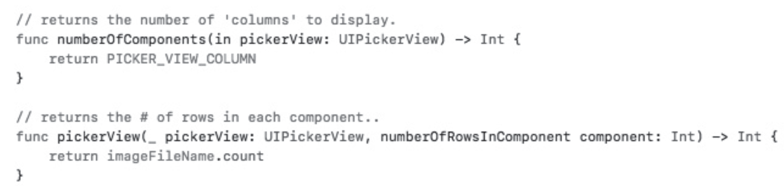 // returns the number of 'columns' to display.
func numberOfComponents(in pickerView: UIPickerView) -> Int {
    return PICKER_VIEW_COLUMN
}

// returns the # of rows in each component..
func pickerView(_ pickerView: UIPickerView, numberOfRowsInComponent component: Int) -> Int {
    return imageFileName.count
}